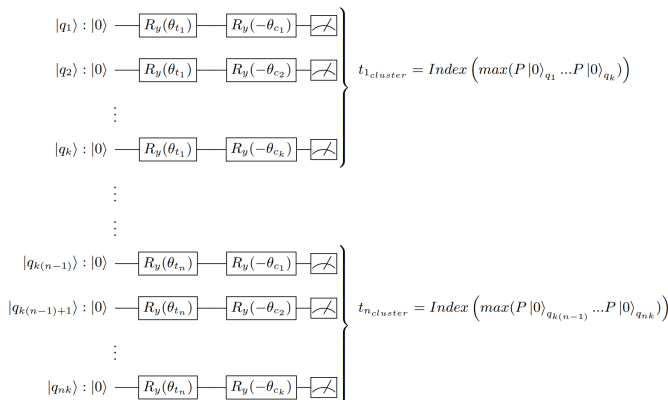 |q₁⟩ : |0⟩ R_y(θ_{t₁}) R_y(−θ_{c₁})
|q₂⟩ : |0⟩ R_y(θ_{t₁}) R_y(−θ_{c₂})
t_{1_{cluster}} = Index(max(P |0⟩_{q₁} ...P |0⟩_{q_k}))
⋮
|q_k⟩ : |0⟩ R_y(θ_{t₁}) R_y(−θ_{c_k})
⋮
⋮
|q_{k(n−1)}⟩ : |0⟩ R_y(θ_{t_n}) R_y(−θ_{c₁})
|q_{k(n−1)+1}⟩ : |0⟩ R_y(θ_{t_n}) R_y(−θ_{c₂})
t_{n_{cluster}} = Index(max(P |0⟩_{q_{k(n−1)}} ...P |0⟩_{q_{nk}}))
⋮
|q_{nk}⟩ : |0⟩ R_y(θ_{t_n}) R_y(−θ_{c_k})